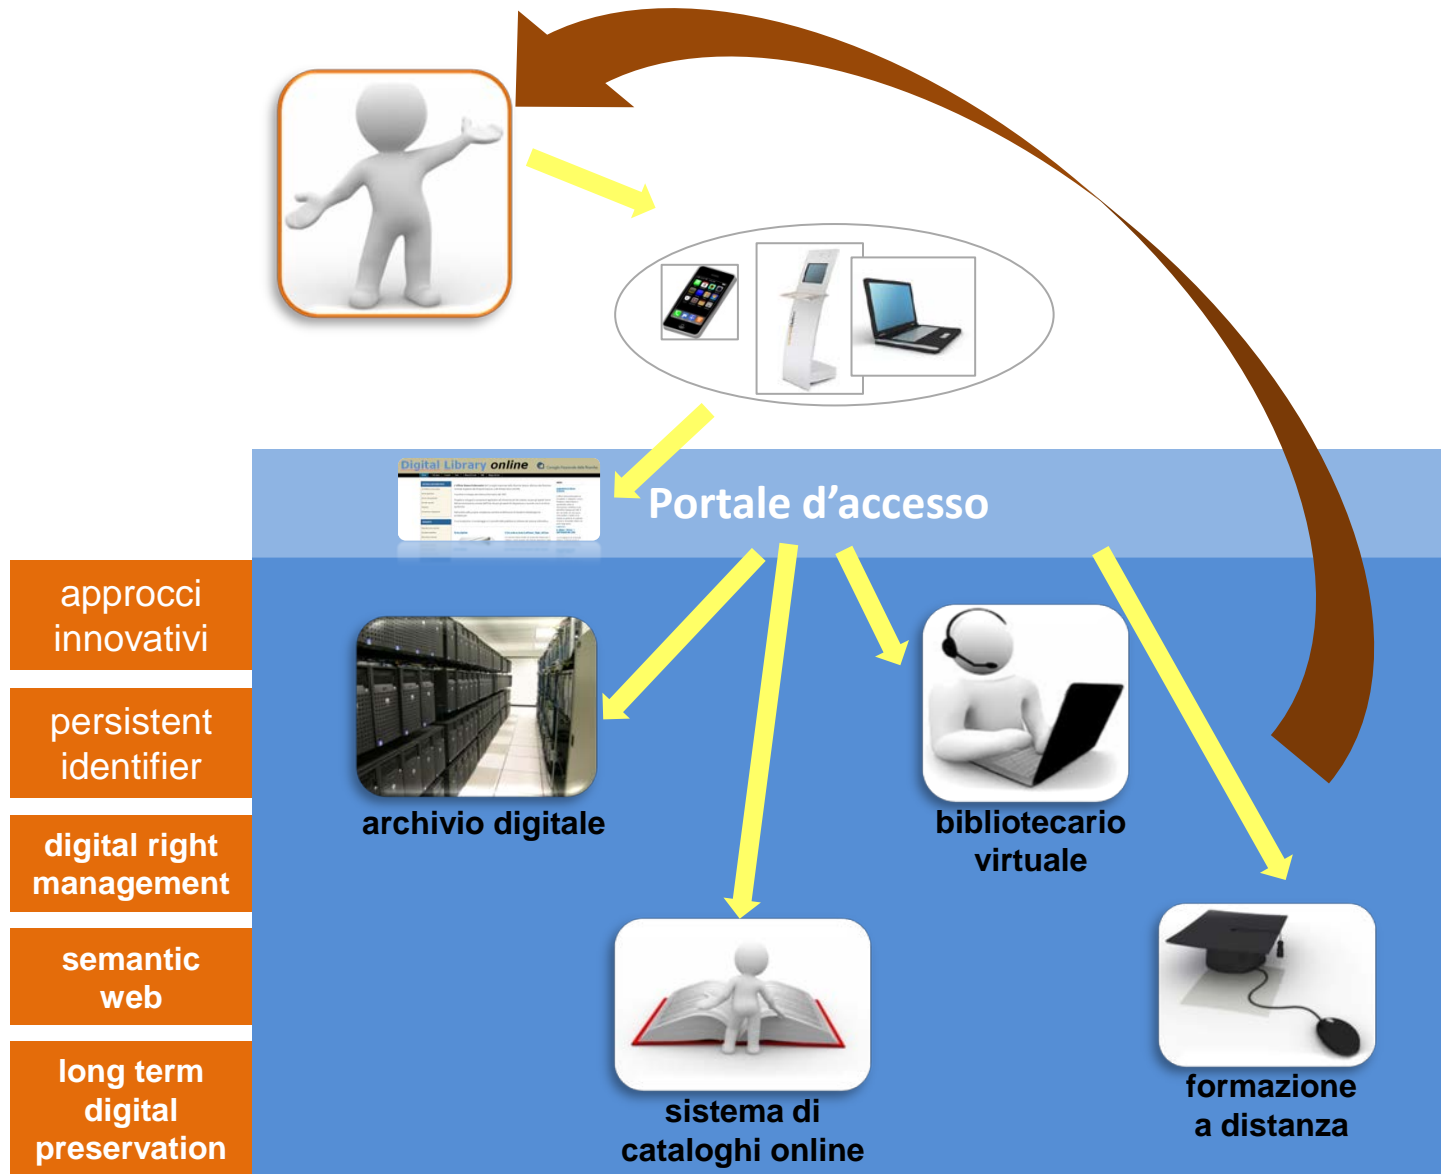 Digital Library online
Portale d'accesso
approcci
innovativi
persistent
identifier
digital right
management
semantic
web
long term
digital
preservation
archivio digitale
bibliotecario
virtuale
sistema di
cataloghi online
formazione
a distanza